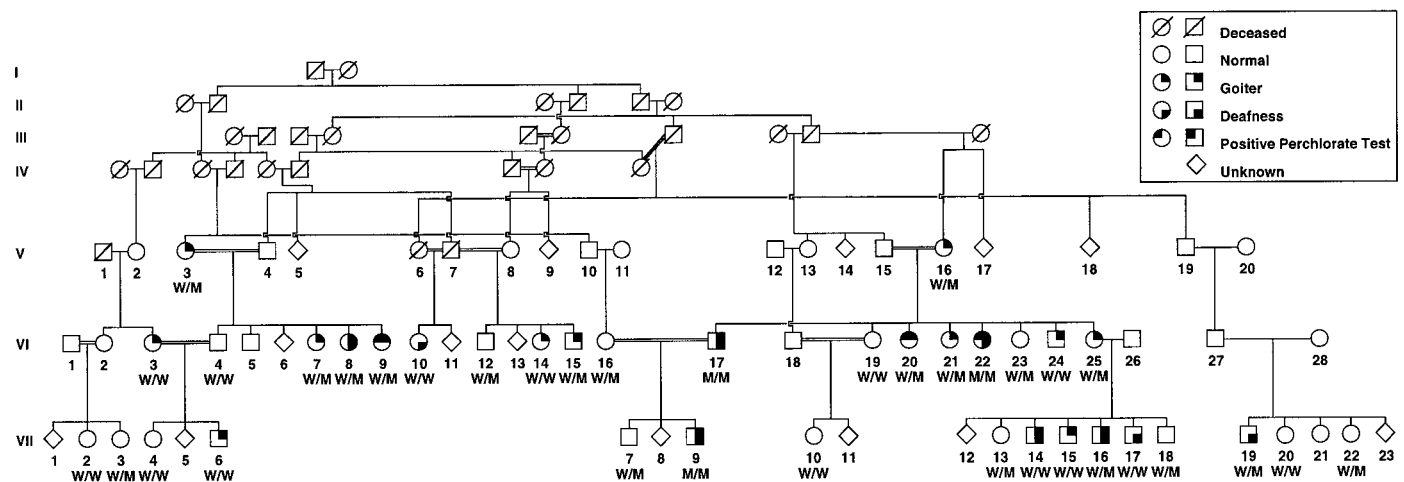 Deceased
Normal
Goiter
Deafness
Positive Perchlorate Test
Unknown
I
II
III
IV
V
1 2 3 4 5 6 7 8 9 10 11 12 13 14 15 16 17 18 19 20
W/M W/M
VI
1 2 3 4 5 6 7 8 9 10 11 12 13 14 15 16 17 18 19 20 21 22 23 24 25 26 27 28
W/W W/W W/M W/M W/M W/W W/M W/W W/M W/M M/M W/W W/M W/M M/M W/M W/W W/M
VII
1 2 3 4 5 6 7 8 9 10 11 12 13 14 15 16 17 18 19 20 21 22 23
W/W W/M W/W W/W W/M M/M W/W W/M W/W W/W W/M W/W W/M W/M W/W W/M